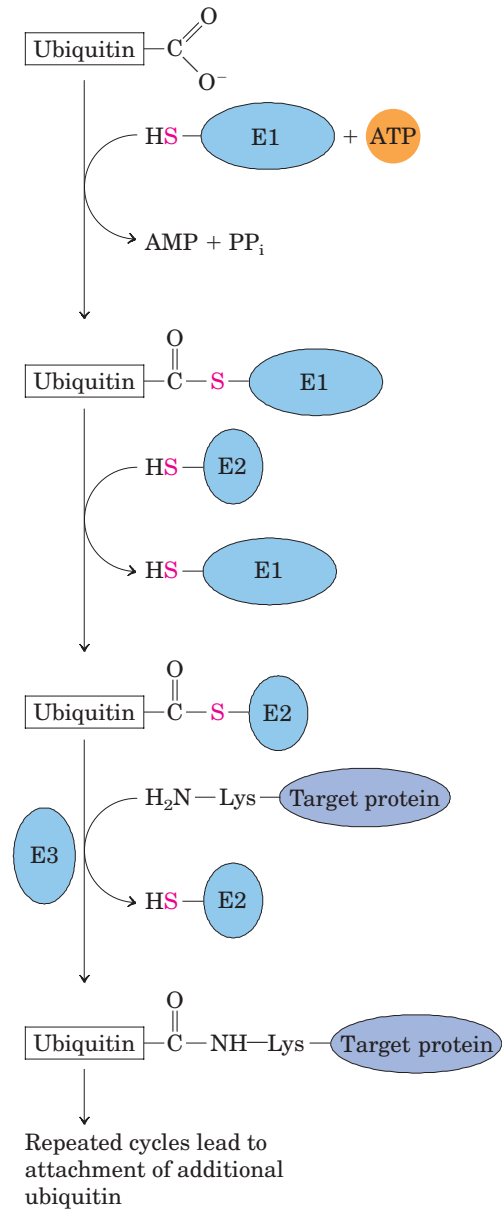 Ubiquitin C O
O⁻
HS E1 + ATP
AMP + PPᵢ
O
Ubiquitin C S E1
HS E2
HS E1
O
Ubiquitin C S E2
H₂N Lys Target protein
E3
HS E2
O
Ubiquitin C NH Lys Target protein
Repeated cycles lead to
attachment of additional
ubiquitin